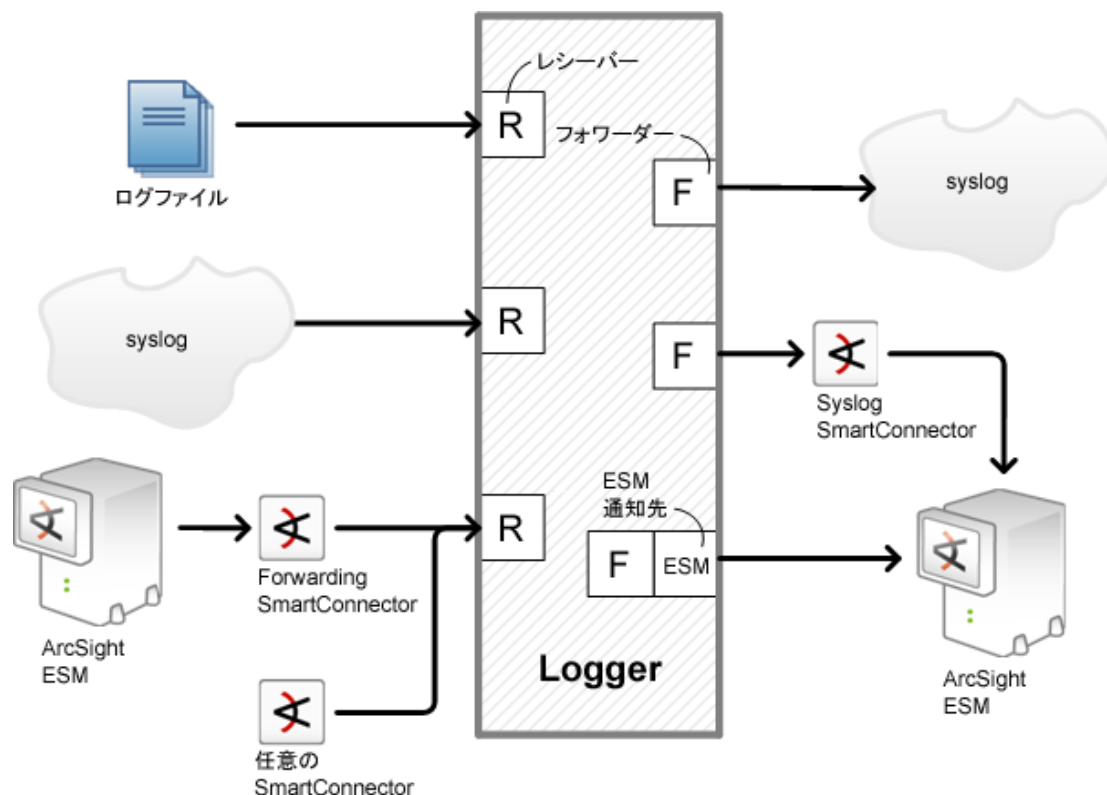 レシーバー
R
ログファイル
フォワーダー
F
syslog
syslog
R
F
Syslog
SmartConnector
ArcSight
ESM
Forwarding
SmartConnector
R
ESM
通知先
F
ESM
ArcSight
ESM
Logger
任意の
SmartConnector